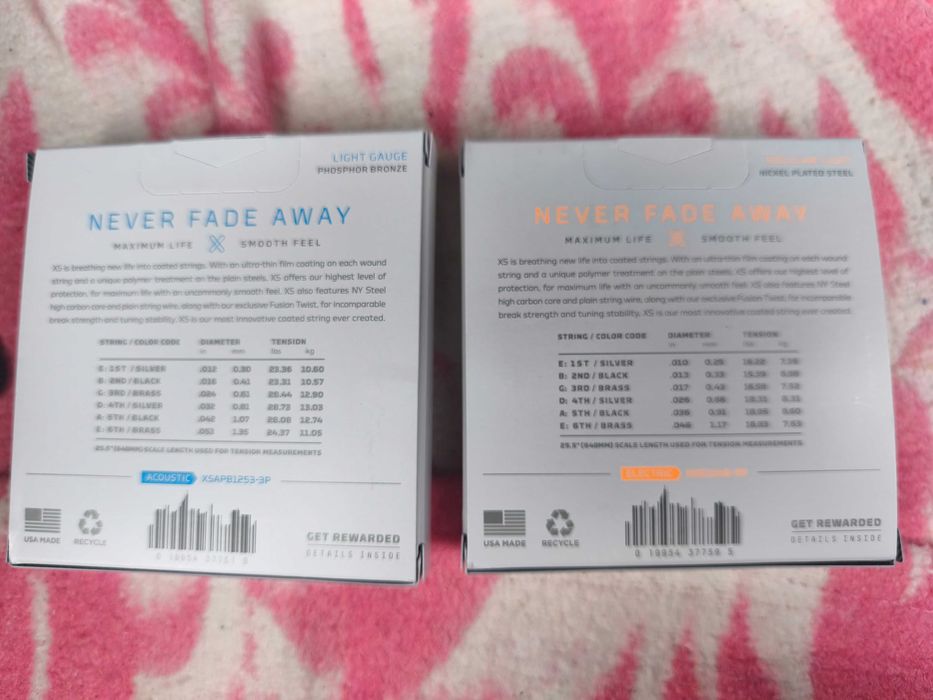 LIGHT GAUGE
PHOSPHOR BRONZE
NEVER FADE AWAY
MAXIMUM LIFE X SMOOTH FEEL
XS is breathing new life into coated strings. With an ultra-thin film coating on each wound
string and a unique polymer treatment on the plain steels, XS offers our highest level of
protection, for maximum life with an uncommonly smooth feel. XS also features NY Steel
high carbon core and plain string wire, along with our exclusive Fusion Twist, for incomparable
break strength and tuning stability. XS is our most innovative coated string ever created.
STRING / COLOR CODE DIAMETER TENSION
in mm lbs kg
E: 1ST / SILVER .012 0.30 23.36 10.60
B: 2ND / BLACK .016 0.41 23.31 10.57
G: 3RD / BRASS .024 0.61 28.44 12.90
D: 4TH / SILVER .032 0.81 28.73 13.03
A: 5TH / BLACK .042 1.07 28.08 12.74
E: 6TH / BRASS .053 1.35 24.37 11.05
25.5" (648MM) SCALE LENGTH USED FOR TENSION MEASUREMENTS
ACOUSTIC XSAPB1253-3P
USA MADE
RECYCLE
GET REWARDED
DETAILS INSIDE
NICKEL PLATED STEEL
NEVER FADE AWAY
MAXIMUM LIFE X SMOOTH FEEL
XS is breathing new life into coated strings. With an ultra-thin film coating on each wound
string and a unique polymer treatment on the plain steels, XS offers our highest level of
protection, for maximum life with an uncommonly smooth feel. XS also features NY Steel
high carbon core and plain string wire, along with our exclusive Fusion Twist, for incomparable
break strength and tuning stability. XS is our most innovative coated string ever created.
STRING / COLOR CODE DIAMETER TENSION
in mm lbs kg
E: 1ST / SILVER .010 0.25 16.22
B: 2ND / BLACK .013 0.33 15.39 6.98
G: 3RD / BRASS .017 0.43 16.58 7.52
D: 4TH / SILVER .026 0.66 18.31 8.31
A: 5TH / BLACK .036 0.91
E: 6TH / BRASS .046 1.17
25.5" (648MM) SCALE LENGTH USED FOR TENSION MEASUREMENTS
ELECTRIC
USA MADE
RECYCLE
0 19954 37750 5
GET REWARDED
DETAILS INSIDE